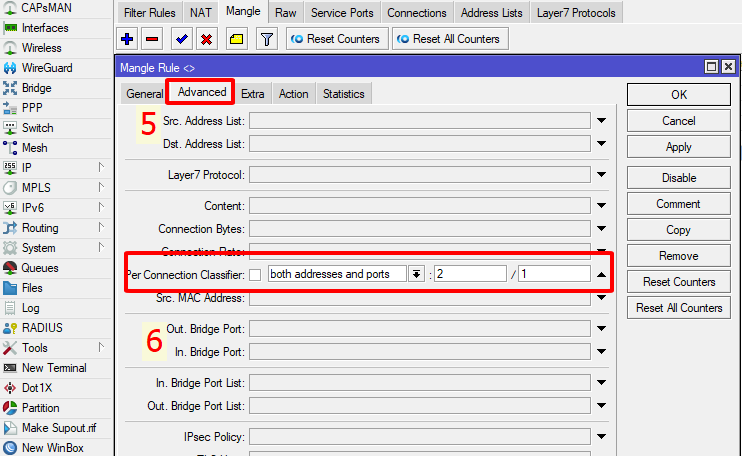 CAPsMAN
Interfaces
Wireless
WireGuard
Bridge
PPP
Switch
Mesh
IP
MPLS
IPv6
Routing
System
Queues
Files
Log
RADIUS
Tools
New Terminal
Dot1X
Partition
Make Supout.rif
New WinBox
Filter Rules NAT Mangle Raw Service Ports Connections Address Lists Layer7 Protocols
Reset Counters Reset All Counters
Mangle Rule <>
General Advanced Extra Action Statistics
5
Src. Address List:
Dst. Address List:
Layer7 Protocol:
Content:
Connection Bytes:
Connection Rate:
Per Connection Classifier: both addresses and ports : 2 / 1
Src. MAC Address:
6
Out. Bridge Port:
In. Bridge Port:
In. Bridge Port List:
Out. Bridge Port List:
IPsec Policy:
OK
Cancel
Apply
Disable
Comment
Copy
Remove
Reset Counters
Reset All Counters